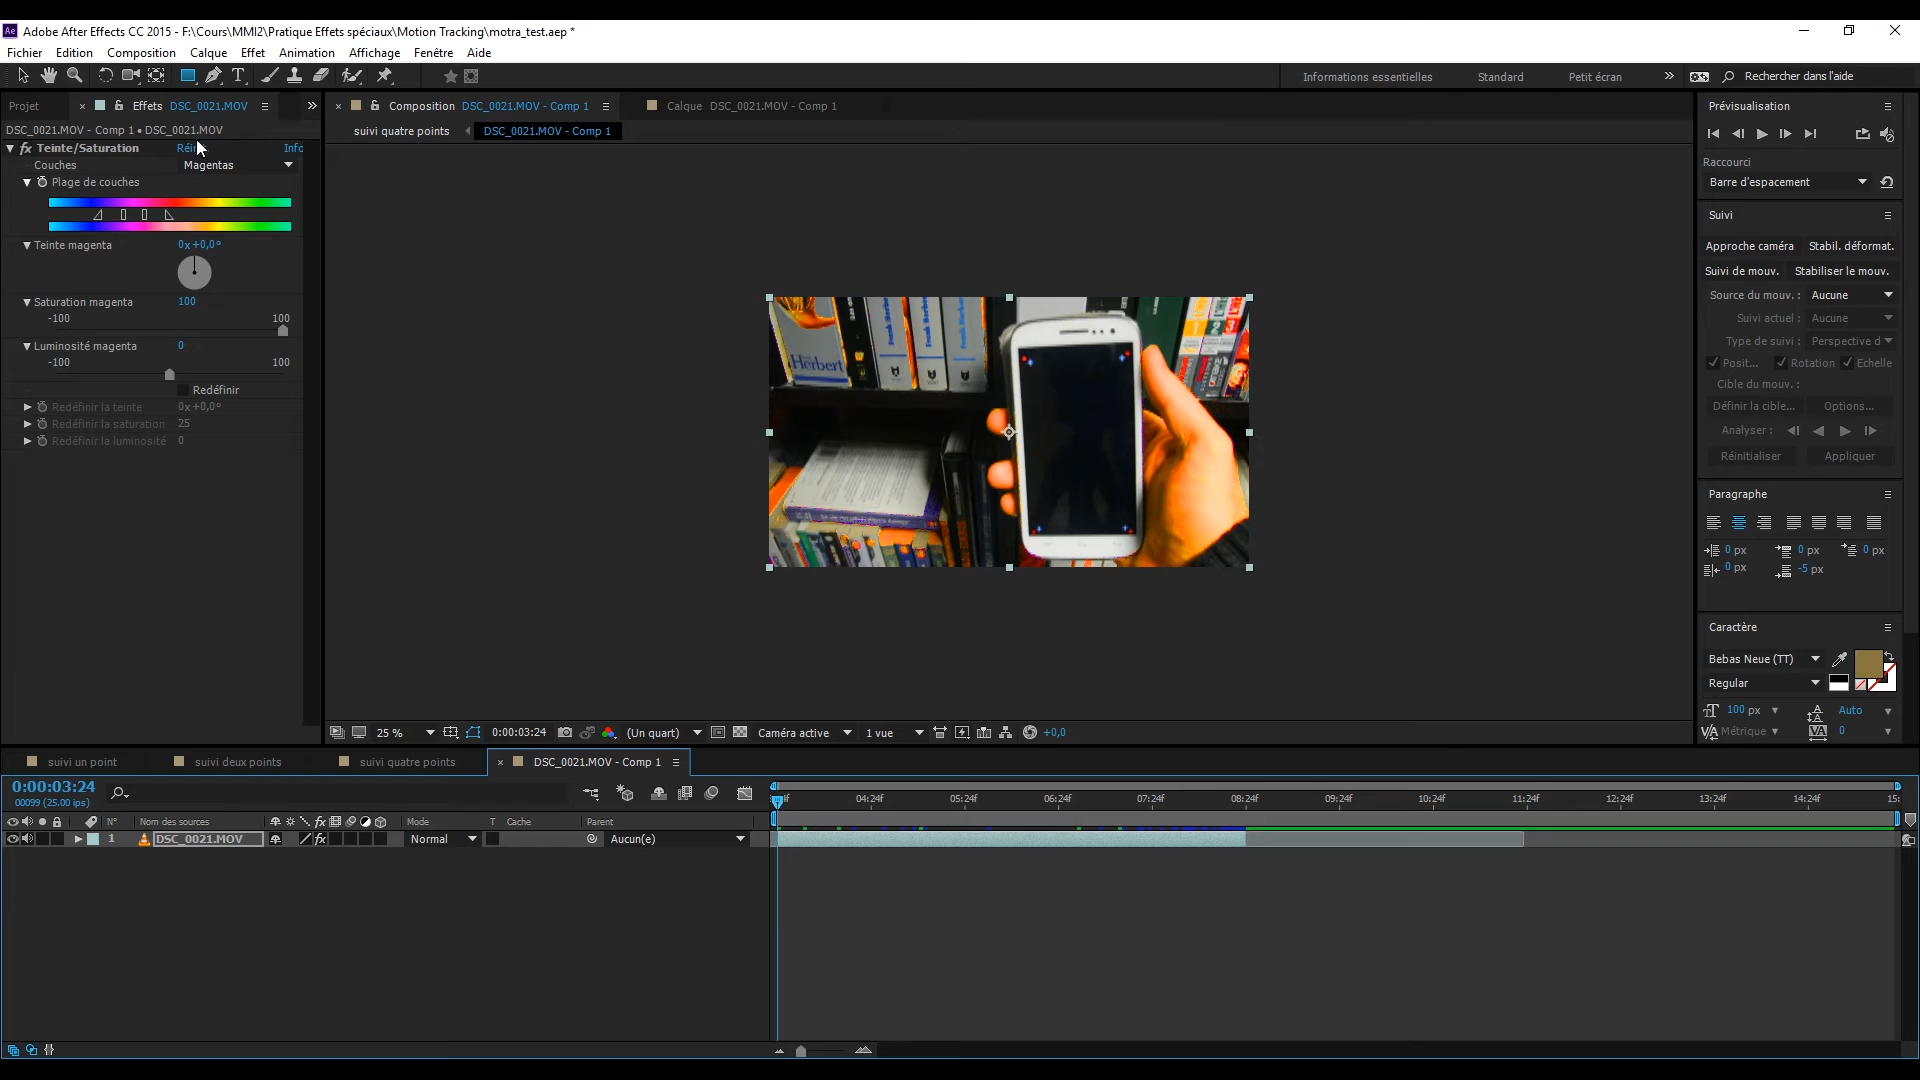 Ae Adobe After Effects CC 2015 - F:\Cours\MMI2\Pratique Effets spéciaux\Motion Tracking\motra_test.aep *
Fichier Edition Composition Calque Effet Animation Affichage Fenêtre Aide
T Informations essentielles Standard Petit écran » Rechercher dans l'aide
Projet × Effets DSC_0021.MOV » × Composition DSC_0021.MOV - Comp 1 Calque DSC_0021.MOV - Comp 1 Prévisualisation
DSC_0021.MOV - Comp 1 • DSC_0021.MOV
suivi quatre points DSC_0021.MOV - Comp 1
fx Teinte/Saturation Info
Couches Magentas
Plage de couches
Teinte magenta 0x+0,0°
Saturation magenta 100
-100 100
Luminosité magenta 0
-100 100
Redéfinir
Redéfinir la teinte 0x+0,0°
Redéfinir la saturation 25
Redéfinir la luminosité 0
Herbert
Frank Herbert
Frank Herbert
Frank Herbert
Raccourci
Barre d'espacement
Suivi
Approche caméra Stabil. déformat.
Suivi de mouv. Stabiliser le mouv.
Source du mouv. : Aucune
Suivi actuel : Aucune
Type de suivi : Perspective d
Posit... Rotation Echelle
Cible du mouv. :
Définir la cible... Options...
Analyser :
Réinitialiser Appliquer
Paragraphe
0 px 0 px 0 px
0 px -5 px
Caractère
Bebas Neue (TT)
Regular
100 px Auto
Métrique 0
25 % 0:00:03:24 (Un quart) Caméra active 1 vue +0,0
suivi un point suivi deux points suivi quatre points × DSC_0021.MOV - Comp 1
0:00:03:24
00099 (25.00 ips)
04:24f 05:24f 06:24f 07:24f 08:24f 09:24f 10:24f 11:24f 12:24f 13:24f 14:24f 15:
N° Nom des sources fx Mode T Cache Parent
1 DSC_0021.MOV fx Normal Aucun(e)